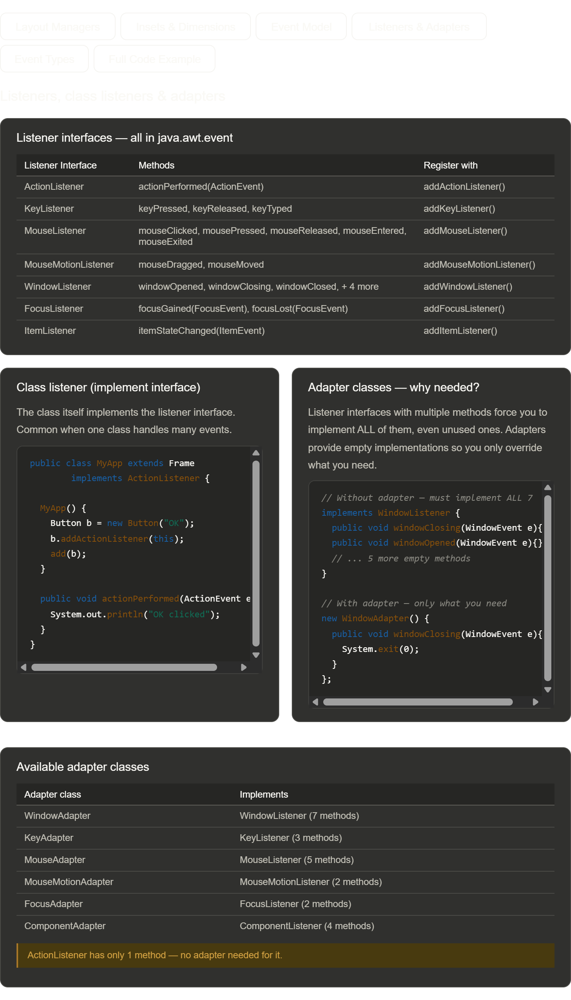 Layout Managers
Insets & Dimensions
Event Model
Listeners & Adapters
Event Types
Full Code Example
Listeners, class listeners & adapters
Listener interfaces — all in java.awt.event
Listener Interface Methods Register with
ActionListener actionPerformed(ActionEvent) addActionListener()
KeyListener keyPressed, keyReleased, keyTyped addKeyListener()
MouseListener mouseClicked, mousePressed, mouseReleased, mouseEntered, addMouseListener()
mouseExited
MouseMotionListener mouseDragged, mouseMoved addMouseMotionListener()
WindowListener windowOpened, windowClosing, windowClosed, + 4 more addWindowListener()
FocusListener focusGained(FocusEvent), focusLost(FocusEvent) addFocusListener()
ItemListener itemStateChanged(ItemEvent) addItemListener()
Class listener (implement interface)
The class itself implements the listener interface.
Common when one class handles many events.
public class MyApp extends Frame
        implements ActionListener {
  MyApp() {
    Button b = new Button("OK");
    b.addActionListener(this);
    add(b);
  }
  public void actionPerformed(ActionEvent e
    System.out.println("OK clicked");
  }
}
Adapter classes — why needed?
Listener interfaces with multiple methods force you to
implement ALL of them, even unused ones. Adapters
provide empty implementations so you only override
what you need.
// Without adapter — must implement ALL 7
implements WindowListener {
  public void windowClosing(WindowEvent e){
  public void windowOpened(WindowEvent e){}
  // ... 5 more empty methods
}
// With adapter — only what you need
new WindowAdapter() {
  public void windowClosing(WindowEvent e){
    System.exit(0);
  }
};
Available adapter classes
Adapter class Implements
WindowAdapter WindowListener (7 methods)
KeyAdapter KeyListener (3 methods)
MouseAdapter MouseListener (5 methods)
MouseMotionAdapter MouseMotionListener (2 methods)
FocusAdapter FocusListener (2 methods)
ComponentAdapter ComponentListener (4 methods)
ActionListener has only 1 method — no adapter needed for it.